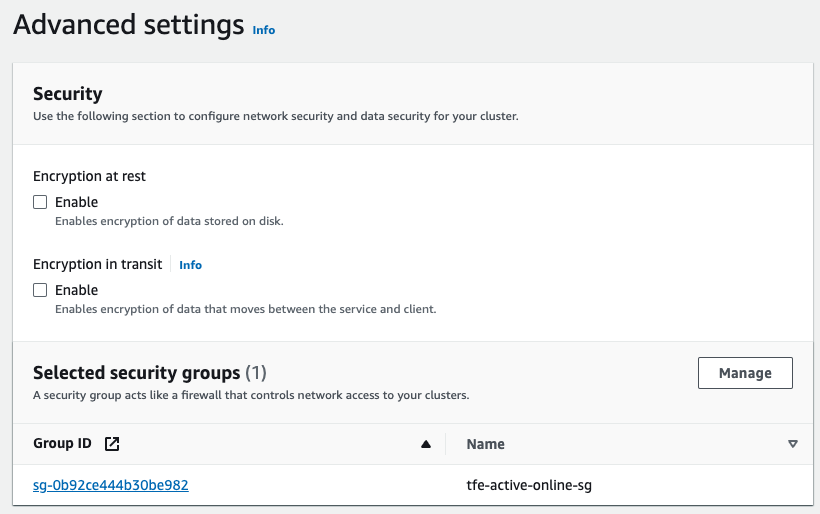 Advanced settings Info
Security
Use the following section to configure network security and data security for your cluster.
Encryption at rest
Enable
Enables encryption of data stored on disk.
Encryption in transit Info
Enable
Enables encryption of data that moves between the service and client.
Selected security groups (1)
Manage
A security group acts like a firewall that controls network access to your clusters.
Group ID Name
sg-0b92ce444b30be982 tfe-active-online-sg